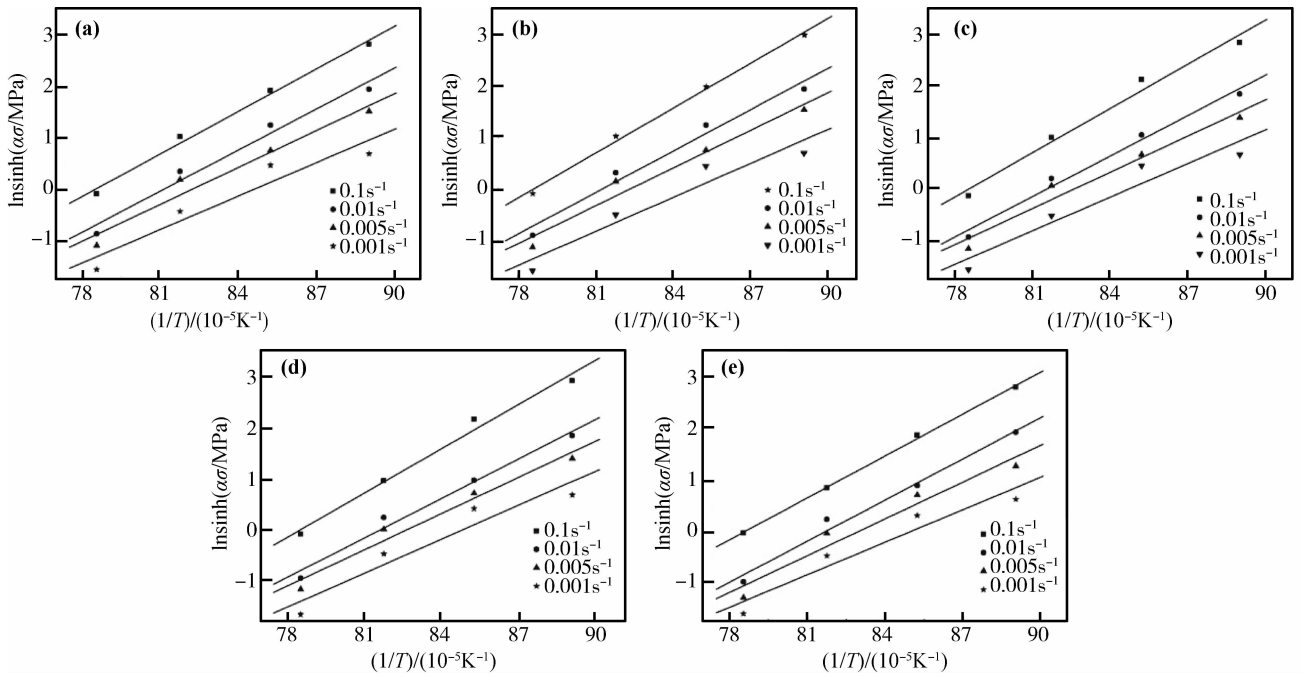 (a)
lnsinh(ασ/MPa)
3
2
1
0
−1
■ 0.1s⁻¹
● 0.01s⁻¹
▲ 0.005s⁻¹
★ 0.001s⁻¹
78 81 84 87 90
(1/T)/(10⁻⁵K⁻¹)
(b)
lnsinh(ασ/MPa)
3
2
1
0
−1
★ 0.1s⁻¹
● 0.01s⁻¹
▲ 0.005s⁻¹
▼ 0.001s⁻¹
78 81 84 87 90
(1/T)/(10⁻⁵K⁻¹)
(c)
lnsinh(ασ/MPa)
3
2
1
0
−1
■ 0.1s⁻¹
● 0.01s⁻¹
▲ 0.005s⁻¹
▼ 0.001s⁻¹
78 81 84 87 90
(1/T)/(10⁻⁵K⁻¹)
(d)
lnsinh(ασ/MPa)
3
2
1
0
−1
■ 0.1s⁻¹
● 0.01s⁻¹
▲ 0.005s⁻¹
★ 0.001s⁻¹
78 81 84 87 90
(1/T)/(10⁻⁵K⁻¹)
(e)
lnsinh(ασ/MPa)
3
2
1
0
−1
■ 0.1s⁻¹
● 0.01s⁻¹
▲ 0.005s⁻¹
★ 0.001s⁻¹
78 81 84 87 90
(1/T)/(10⁻⁵K⁻¹)